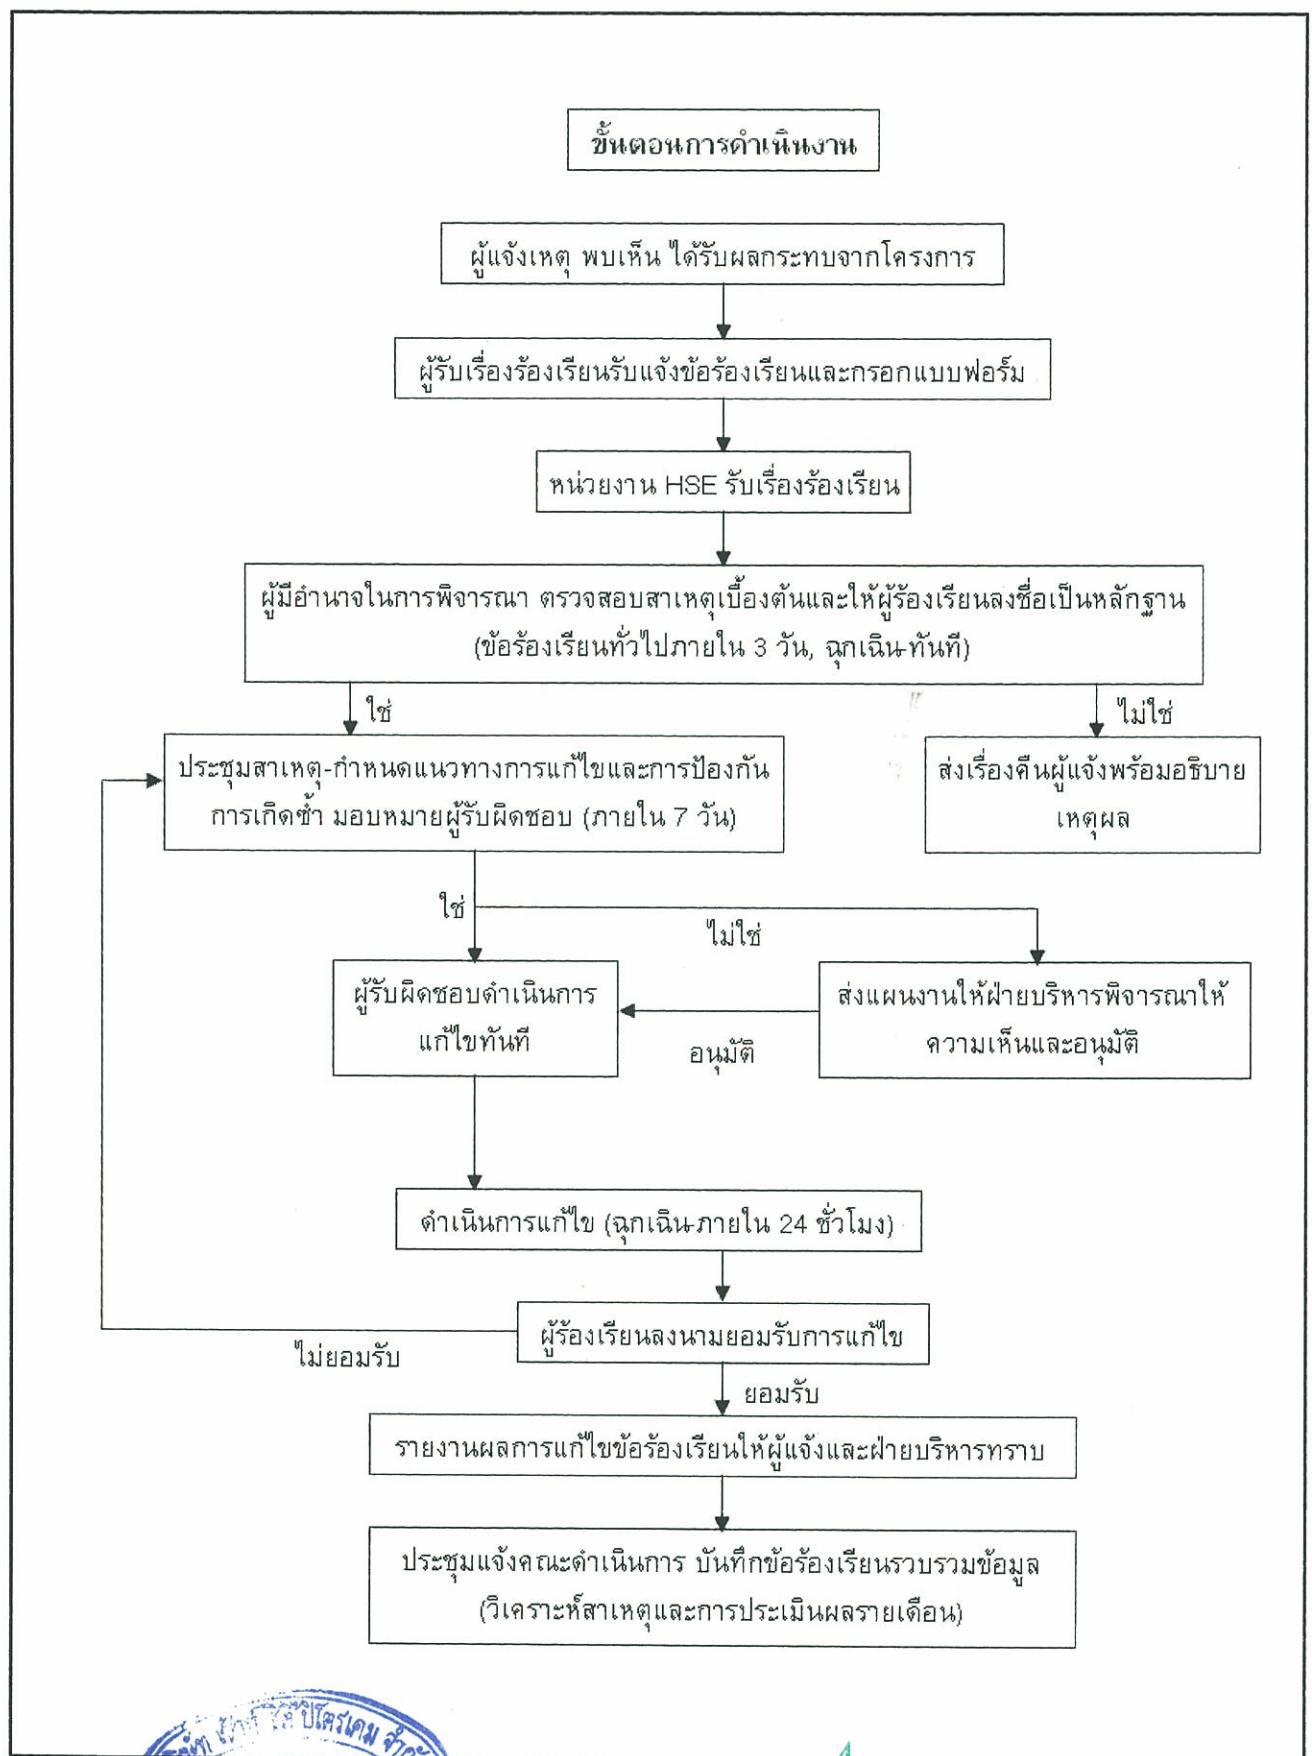 ขั้นตอนการดำเนินงาน
ผู้แจ้งเหตุ พบเห็น ได้รับผลกระทบจากโครงการ
ผู้รับเรื่องร้องเรียนรับแจ้งข้อร้องเรียนและกรอกแบบฟอร์ม
หน่วยงาน HSE รับเรื่องร้องเรียน
ผู้มีอำนาจในการพิจารณา ตรวจสอบสาเหตุเบื้องต้นและให้ผู้ร้องเรียนลงชื่อเป็นหลักฐาน
(ข้อร้องเรียนทั่วไปภายใน 3 วัน, ฉุกเฉิน-ทันที)
ใช่
ไม่ใช่
ประชุมสาเหตุ-กำหนดแนวทางการแก้ไขและการป้องกัน
การเกิดซ้ำ มอบหมายผู้รับผิดชอบ (ภายใน 7 วัน)
ส่งเรื่องคืนผู้แจ้งพร้อมอธิบาย
เหตุผล
ใช่
ไม่ใช่
ผู้รับผิดชอบดำเนินการ
แก้ไขทันที
ส่งแผนงานให้ฝ่ายบริหารพิจารณาให้
ความเห็นและอนุมัติ
อนุมัติ
ดำเนินการแก้ไข (ฉุกเฉิน-ภายใน 24 ชั่วโมง)
ผู้ร้องเรียนลงนามยอมรับการแก้ไข
ไม่ยอมรับ
ยอมรับ
รายงานผลการแก้ไขข้อร้องเรียนให้ผู้แจ้งและฝ่ายบริหารทราบ
ประชุมแจ้งคณะดำเนินการ บันทึกข้อร้องเรียนรวบรวมข้อมูล
(วิเคราะห์สาเหตุและการประเมินผลรายเดือน)
ปิโตรเคม